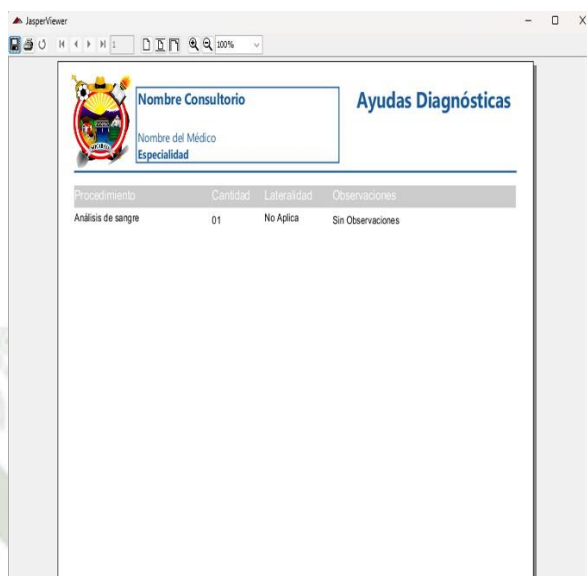 JasperViewer
1
100%
Nombre Consultorio
Ayudas Diagnósticas
Nombre del Médico
Especialidad
Procedimiento Cantidad Lateralidad Observaciones
Análisis de sangre 01 No Aplica Sin Observaciones